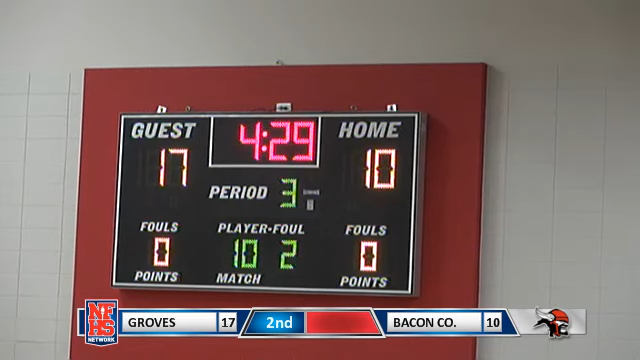 GUEST 4:29 HOME
17 10
PERIOD 3
FOULS PLAYER-FOUL FOULS
0 10 2 0
POINTS MATCH POINTS
NFHS NETWORK GROVES 17 2nd BACON CO. 10